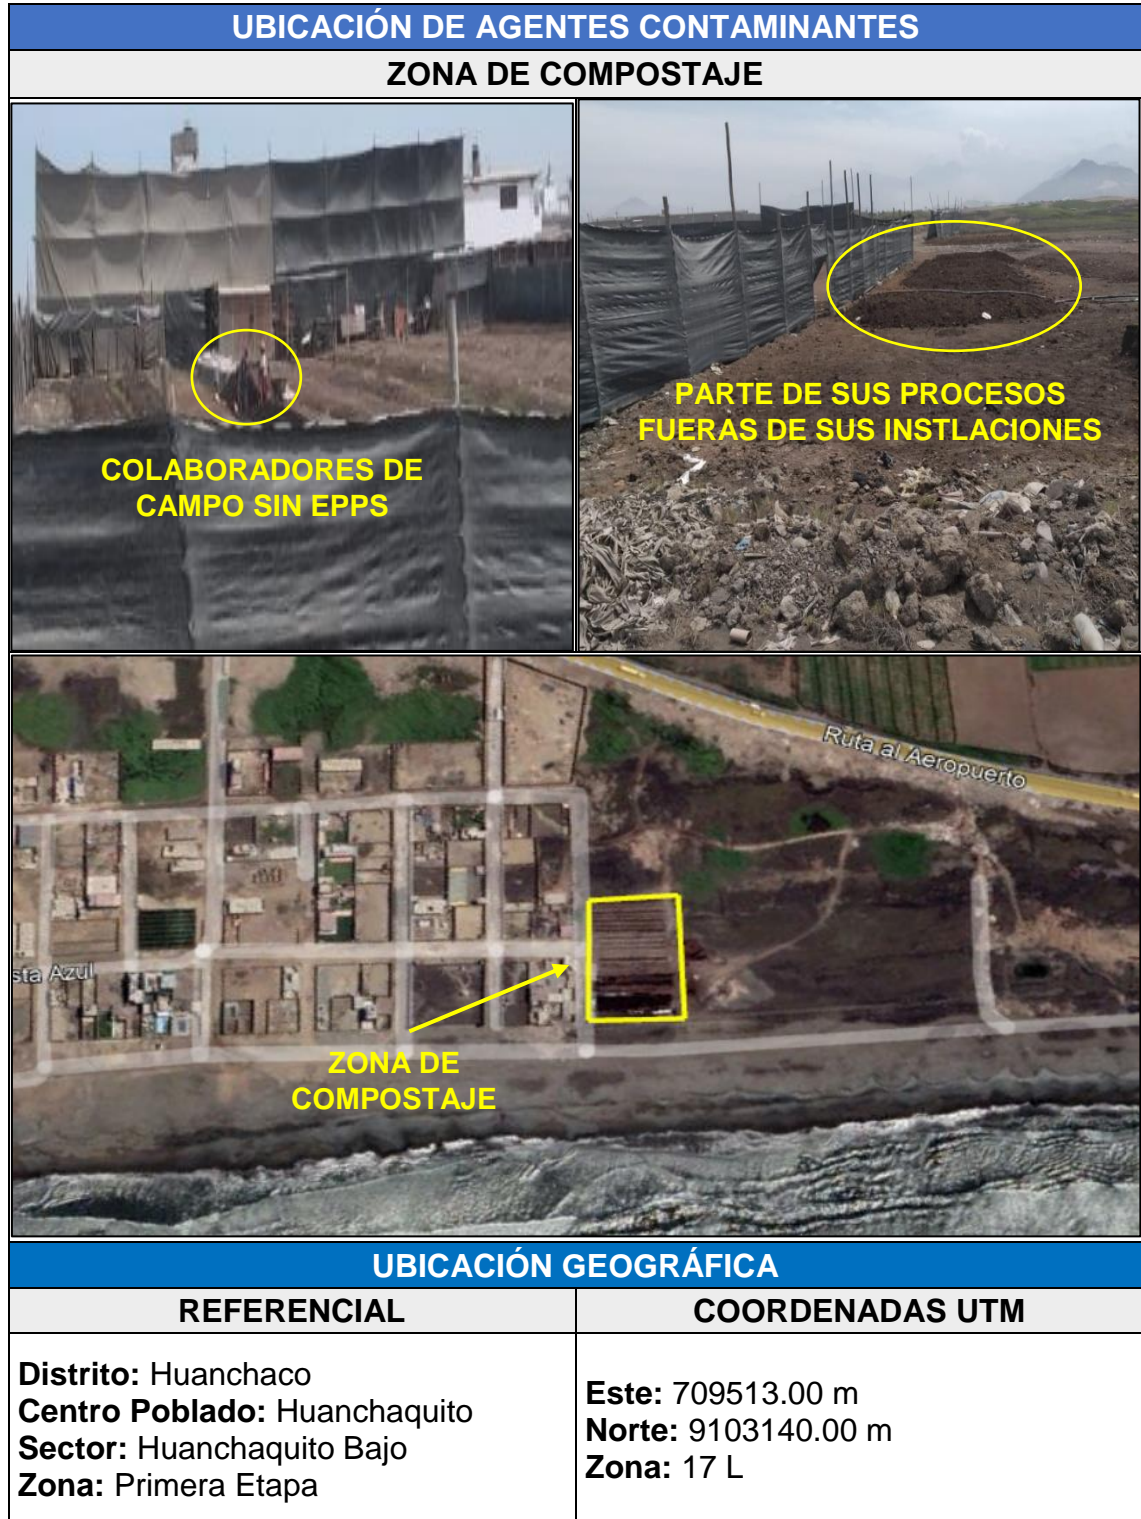 UBICACIÓN DE AGENTES CONTAMINANTES
ZONA DE COMPOSTAJE
COLABORADORES DE
CAMPO SIN EPPS
PARTE DE SUS PROCESOS
FUERAS DE SUS INSTLACIONES
Ruta al Aeropuerto
sta Azul
ZONA DE
COMPOSTAJE
UBICACIÓN GEOGRÁFICA
REFERENCIAL
COORDENADAS UTM
Distrito: Huanchaco
Centro Poblado: Huanchaquito
Sector: Huanchaquito Bajo
Zona: Primera Etapa
Este: 709513.00 m
Norte: 9103140.00 m
Zona: 17 L